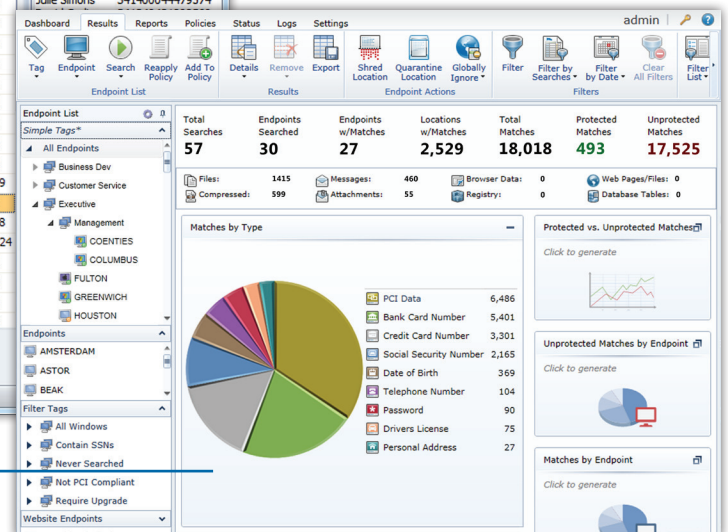 Julie Simons 341400644479374
Dashboard Results Reports Policies Status Logs Settings admin
Tag Endpoint Search Reapply Policy Add To Policy Details Remove Export Shred Location Quarantine Location Globally Ignore Filter Filter by Searches Filter by Date Clear All Filters Filter List
Endpoint List Results Endpoint Actions Filters
Endpoint List
Simple Tags*
All Endpoints
Business Dev
Customer Service
Executive
Management
COENTIES
COLUMBUS
FULTON
GREENWICH
HOUSTON
Endpoints
AMSTERDAM
ASTOR
BEAK
Filter Tags
All Windows
Contain SSNs
Never Searched
Not PCI Compliant
Require Upgrade
Website Endpoints
9
8
24
Total Searches Endpoints Searched Endpoints w/Matches Locations w/Matches Total Matches Protected Matches Unprotected Matches
57 30 27 2,529 18,018 493 17,525
Files: 1415 Messages: 460 Browser Data: 0 Web Pages/Files: 0
Compressed: 599 Attachments: 55 Registry: 0 Database Tables: 0
Matches by Type
PCI Data 6,486
Bank Card Number 5,401
Credit Card Number 3,301
Social Security Number 2,165
Date of Birth 369
Telephone Number 104
Password 90
Drivers License 75
Personal Address 27
Protected vs. Unprotected Matches
Click to generate
Unprotected Matches by Endpoint
Click to generate
Matches by Endpoint
Click to generate